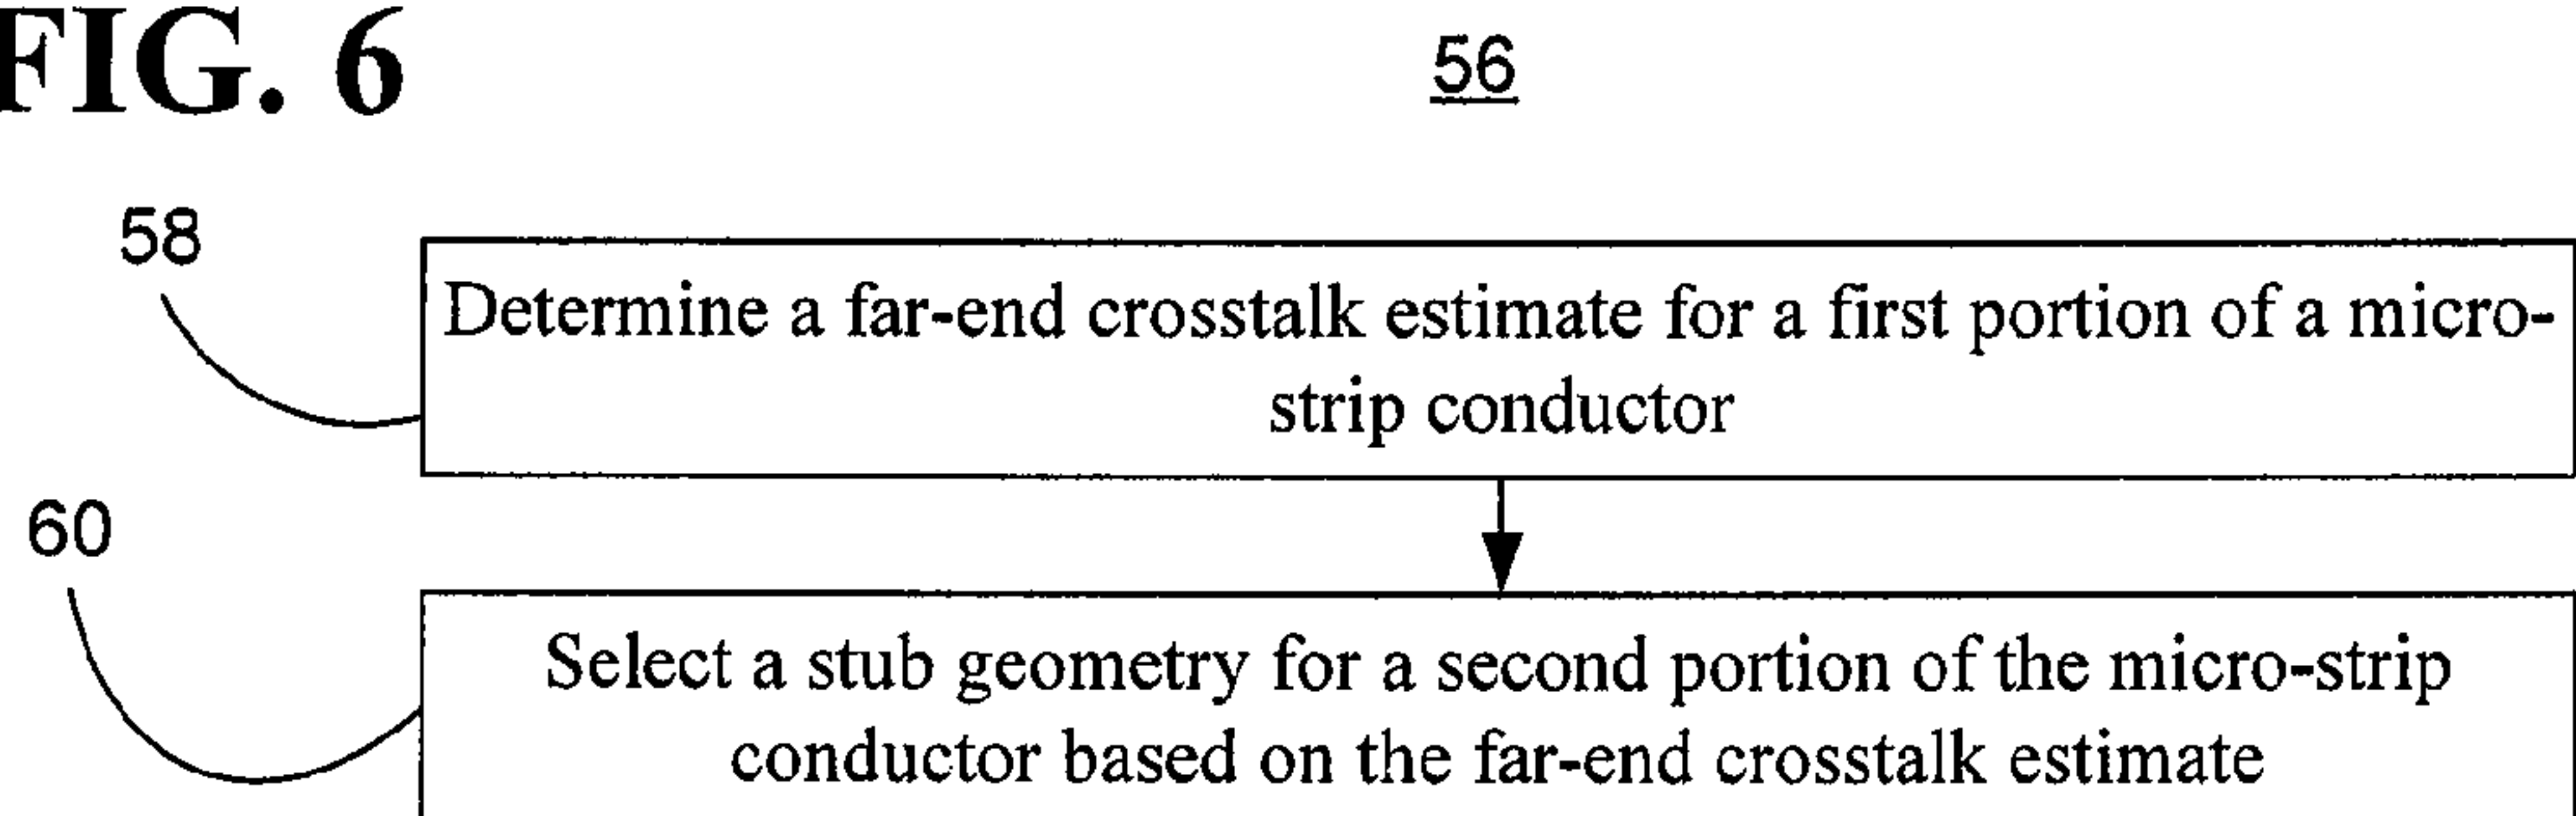 FIG. 6
56
58
Determine a far-end crosstalk estimate for a first portion of a micro-
strip conductor
60
Select a stub geometry for a second portion of the micro-strip
conductor based on the far-end crosstalk estimate